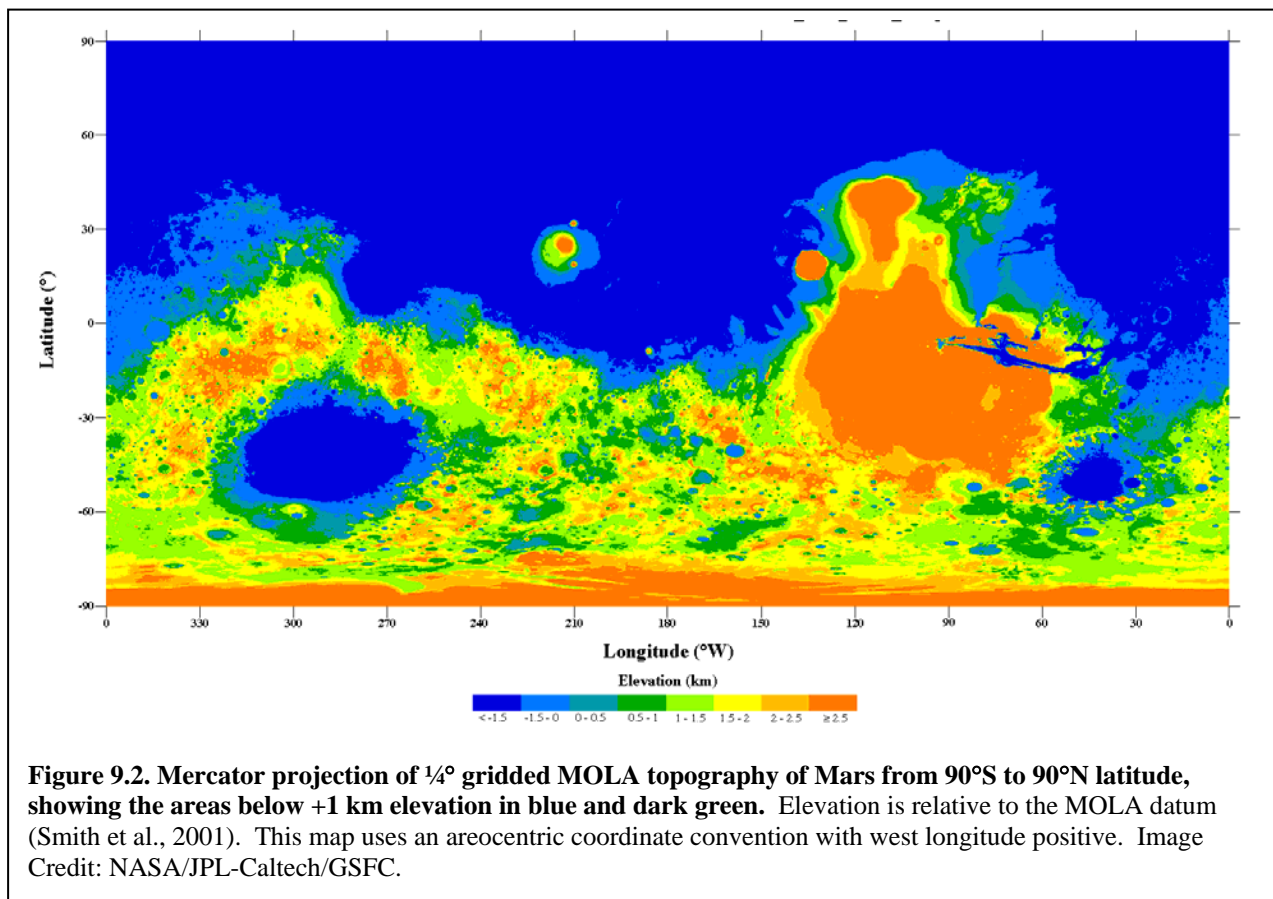 90
60
30
0
-30
-60
-90
Latitude (°)
0 330 300 270 240 210 180 150 120 90 60 30 0
Longitude (°W)
Elevation (km)
< -1.5 -1.5 - 0 0 - 0.5 0.5 - 1 1 - 1.5 1.5 - 2 2 - 2.5 ≥ 2.5
Figure 9.2. Mercator projection of ¼° gridded MOLA topography of Mars from 90°S to 90°N latitude,
showing the areas below +1 km elevation in blue and dark green. Elevation is relative to the MOLA datum
(Smith et al., 2001). This map uses an areocentric coordinate convention with west longitude positive. Image
Credit: NASA/JPL-Caltech/GSFC.